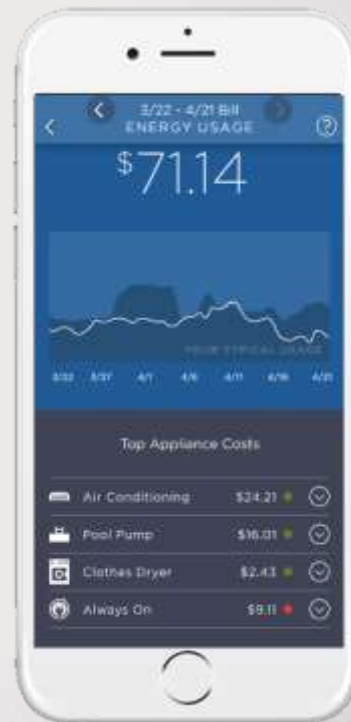 3/22 - 4/21 Bill
ENERGY USAGE
$71.14
YOUR TYPICAL USAGE
3/22 3/27 4/1 4/6 4/11 4/16 4/21
Top Appliance Costs
Air Conditioning $24.21
Pool Pump $16.01
Clothes Dryer $2.43
Always On $9.11